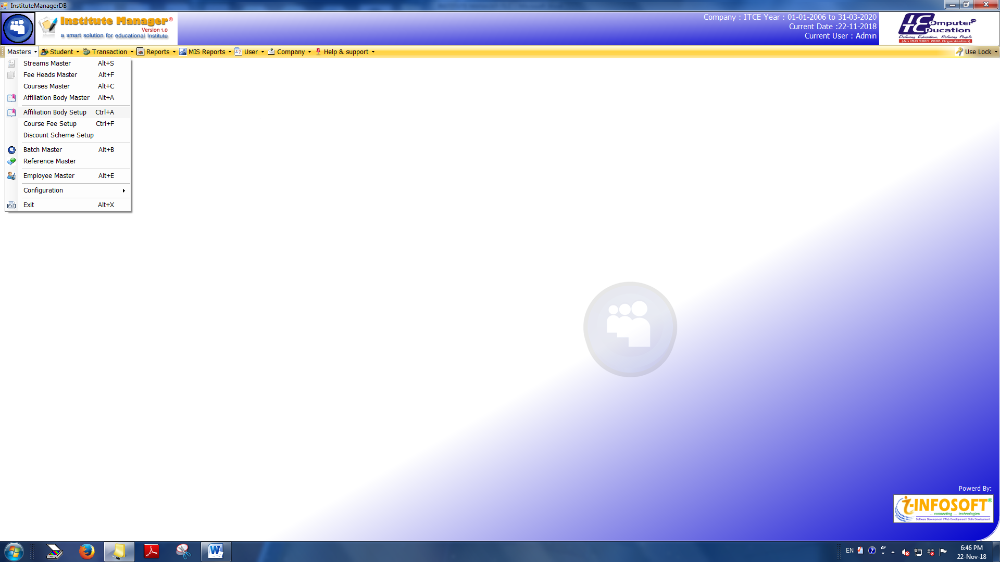 InstituteManagerDB
Institute Manager®
Version 1.0
a smart solution for educational Institute
Company : ITCE Year : 01-01-2006 to 31-03-2020
Current Date :22-11-2018
Current User : Admin
ITCE
Computer
Education
Defining Education, Refining People
(An ISO 9001:2008 Organization)
Masters Student Transaction Reports MIS Reports User Company Help & support Use Lock
Streams Master Alt+S
Fee Heads Master Alt+F
Courses Master Alt+C
Affiliation Body Master Alt+A
Affiliation Body Setup Ctrl+A
Course Fee Setup Ctrl+F
Discount Scheme Setup
Batch Master Alt+B
Reference Master
Employee Master Alt+E
Configuration
Exit Alt+X
Powerd By:
i-INFOSOFT®
... connecting .... technologies
Software Development I Web Development I Skills Development
EN
6:46 PM
22-Nov-18